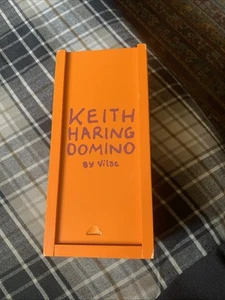 KEITH
HARING
DOMINO
BY Vilac